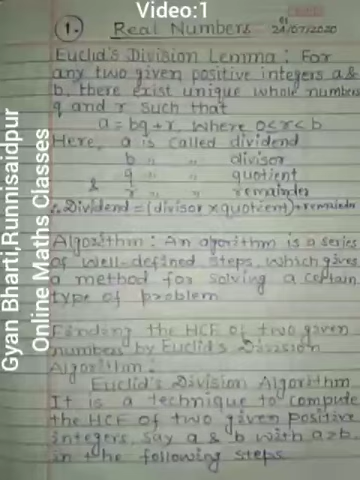 Video:1
1. Real Numbers 01
24/07/2020
Euclid's Division Lemma: For
any two given positive integers a &
b, there exist unique whole numbers
q and r such that
a = bq + r, where 0<r<b
Here, a is called dividend
b " " divisor
q " " quotient
& r " " remainder
∴ Dividend = (divisor × quotient) + remainder
Algorithm: An algorithm is a series
of well-defined steps, which gives
a method for solving a certain
type of problem
Finding the HCF of two given
numbers by Euclid's Division
Algorithm:
Euclid's Division Algorithm
It is a technique to compute
the HCF of two given positive
integers, say a & b with a>b,
in the following steps
Gyan Bharti,Runnisaidpur
Online Maths Classes